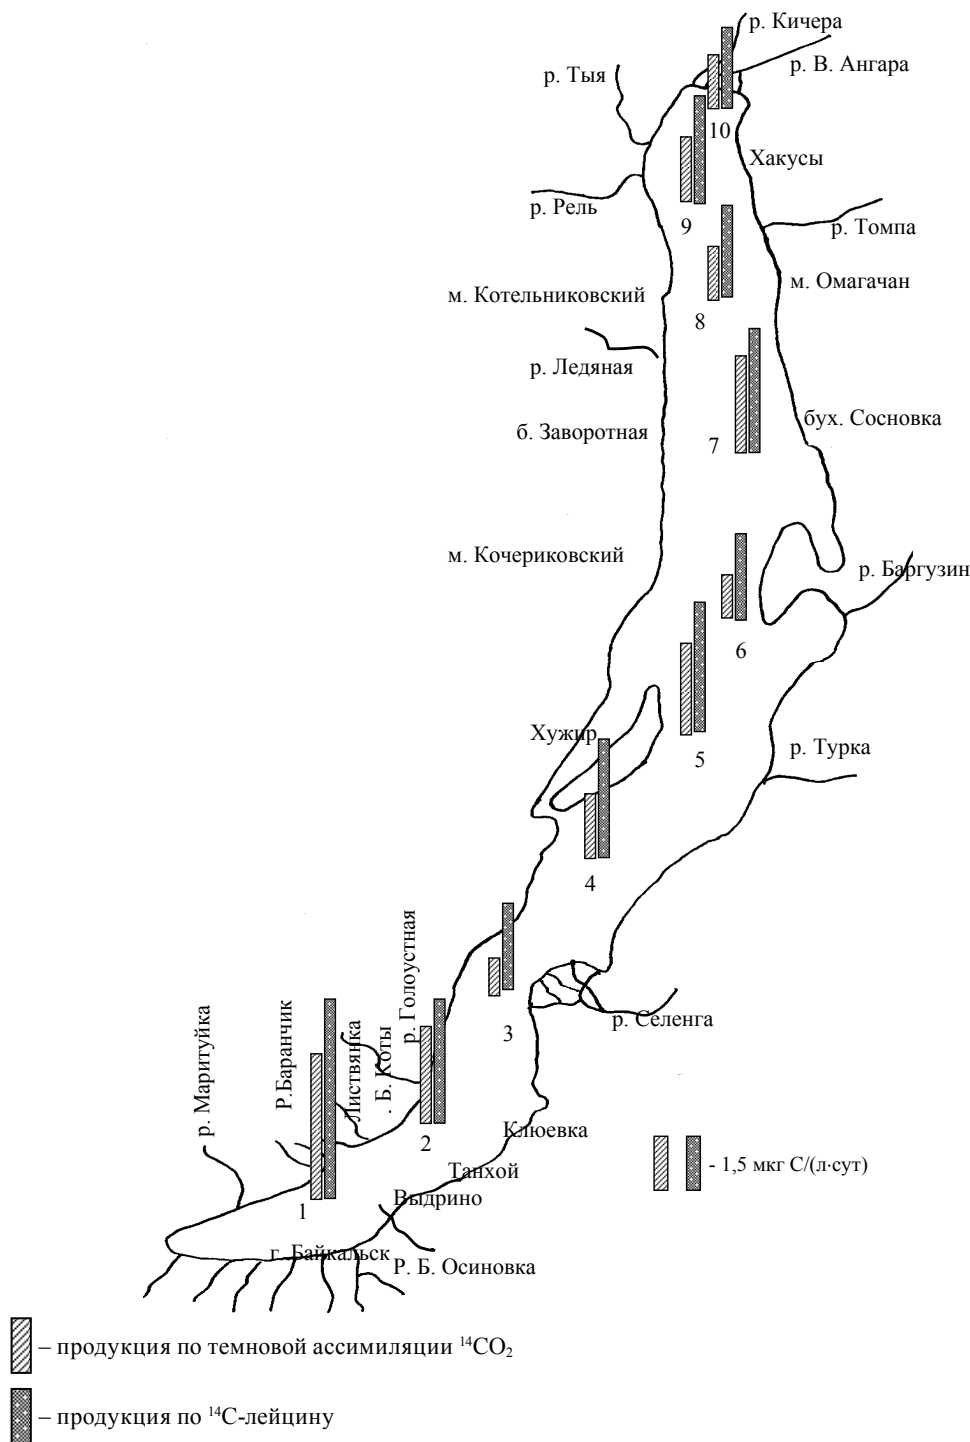 р. Кичера
р. В. Ангара
р. Тыя
10
Хакусы
р. Рель
9
р. Томпа
м. Омагачан
м. Котельниковский
8
р. Ледяная
бух. Сосновка
б. Заворотная
7
м. Кочериковский
р. Баргузин
6
Хужир
5
р. Турка
4
р. Голоустная
3
р. Селенга
р. Маритуйка
Р.Баранчик
Листвянка
. Б. Коты
2
Клюевка
- 1,5 мкг С/(л·сут)
Танхой
Выдрино
1
г. Байкальск
Р. Б. Осиновка
– продукция по темновой ассимиляции ¹⁴CO₂
– продукция по ¹⁴С-лейцину